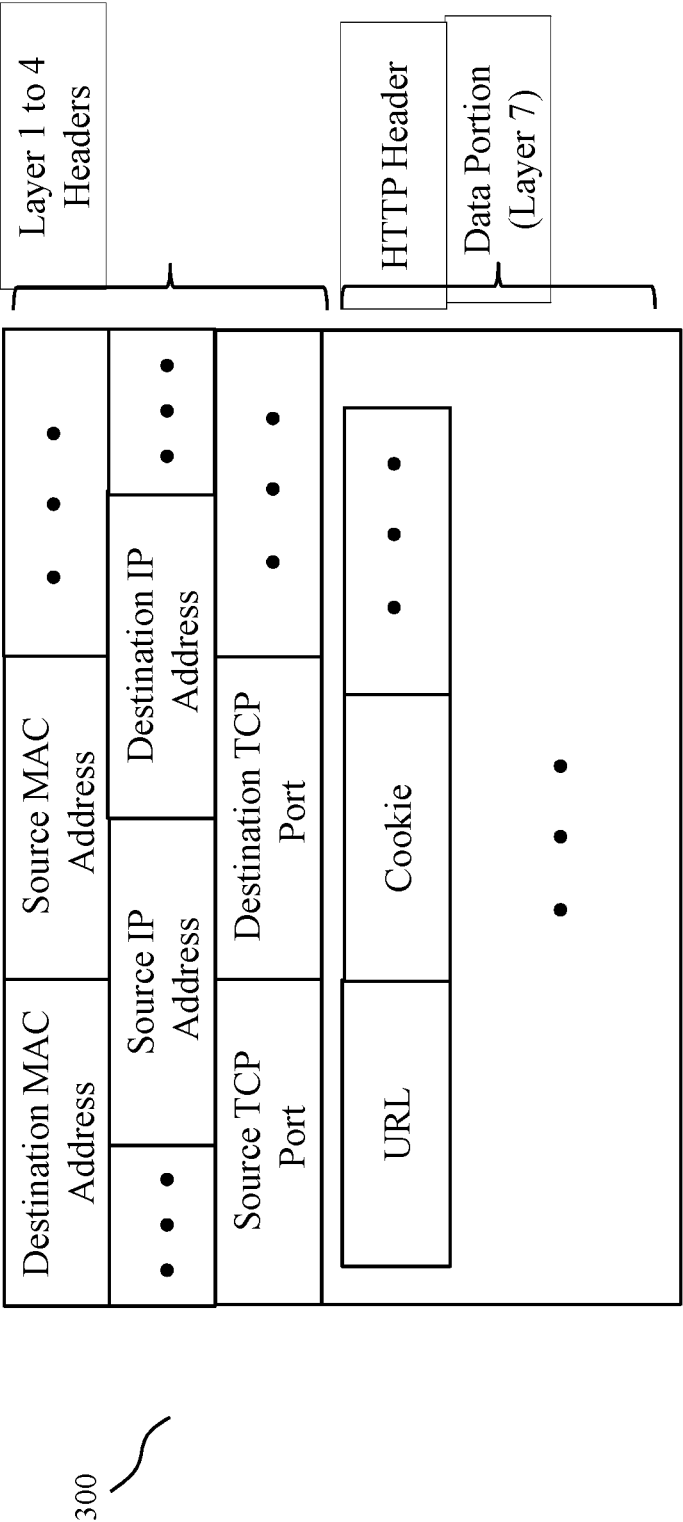 300
Destination MAC
Address
Source MAC
Address
• • •
Layer 1 to 4
Headers
• • •
Source IP
Address
Destination IP
Address
• • •
Source TCP
Port
Destination TCP
Port
• • •
URL
Cookie
• • •
HTTP Header
Data Portion
(Layer 7)
• • •